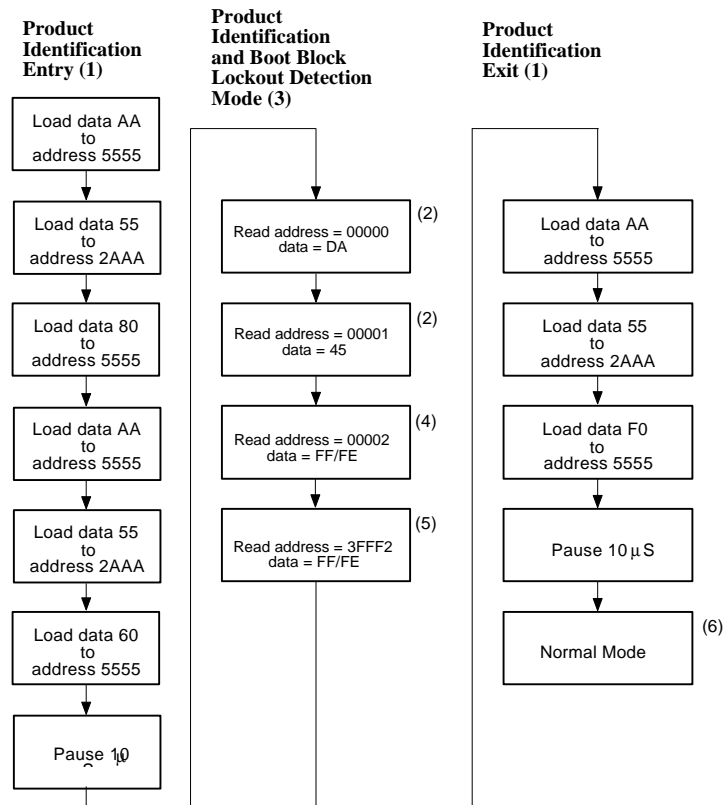 Product
Identification
Entry (1)
Load data AA
to
address 5555
Load data 55
to
address 2AAA
Load data 80
to
address 5555
Load data AA
to
address 5555
Load data 55
to
address 2AAA
Load data 60
to
address 5555
Pause 10
Product
Identification
and Boot Block
Lockout Detection
Mode (3)
Read address = 00000
data = DA
(2)
Read address = 00001
data = 45
(2)
Read address = 00002
data = FF/FE
(4)
Read address = 3FFF2
data = FF/FE
(5)
Product
Identification
Exit (1)
Load data AA
to
address 5555
Load data 55
to
address 2AAA
Load data F0
to
address 5555
Pause 10 µS
Normal Mode
(6)